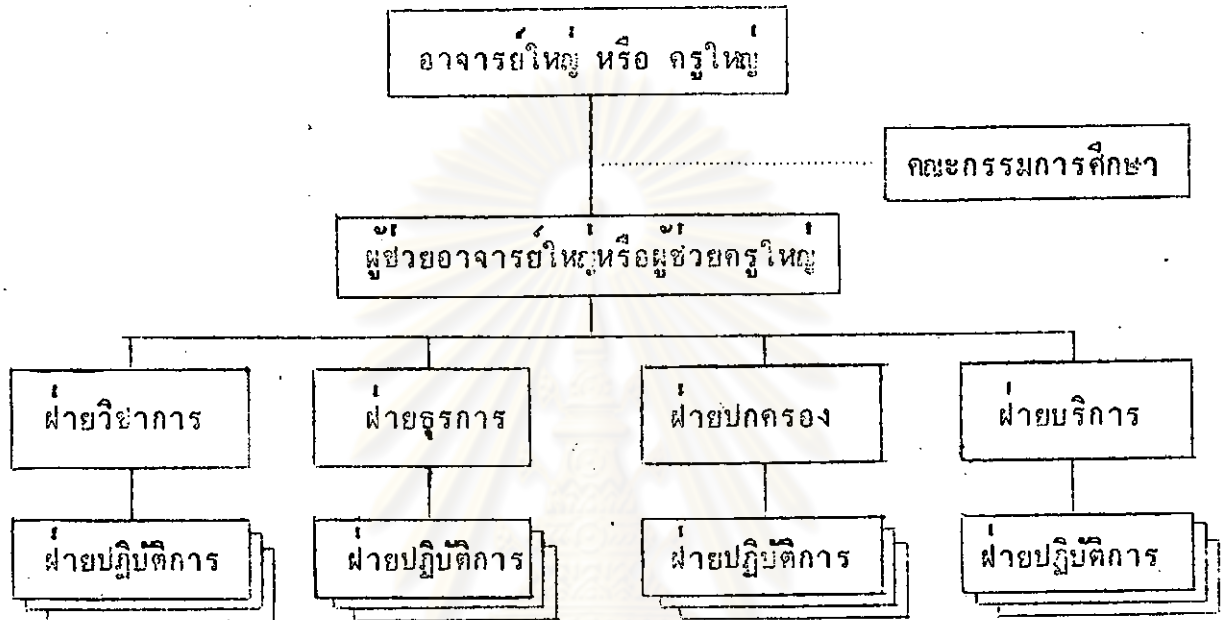 อาจารย์ใหญ่ หรือ ครูใหญ่
คณะกรรมการศึกษา
ผู้ช่วยอาจารย์ใหญ่หรือผู้ช่วยครูใหญ่
ฝ่ายวิชาการ
ฝ่ายธุรการ
ฝ่ายปกครอง
ฝ่ายบริการ
ฝ่ายปฏิบัติการ
ฝ่ายปฏิบัติการ
ฝ่ายปฏิบัติการ
ฝ่ายปฏิบัติการ